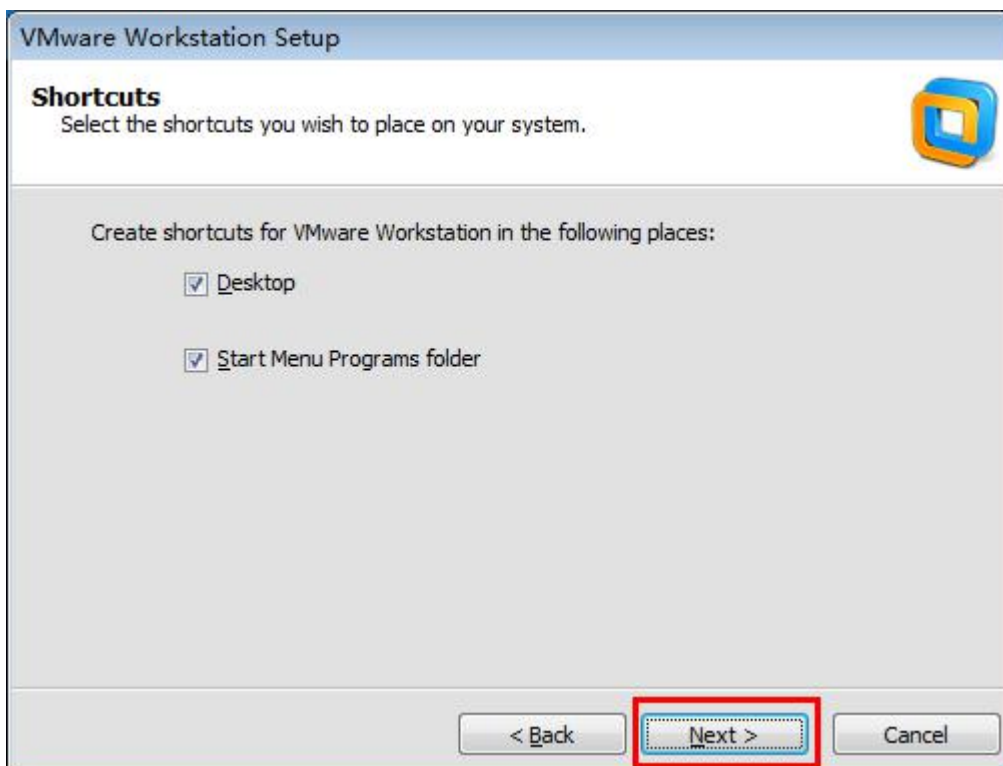 VMware Workstation Setup
Shortcuts
Select the shortcuts you wish to place on your system.
Create shortcuts for VMware Workstation in the following places:
Desktop
Start Menu Programs folder
< Back Next > Cancel